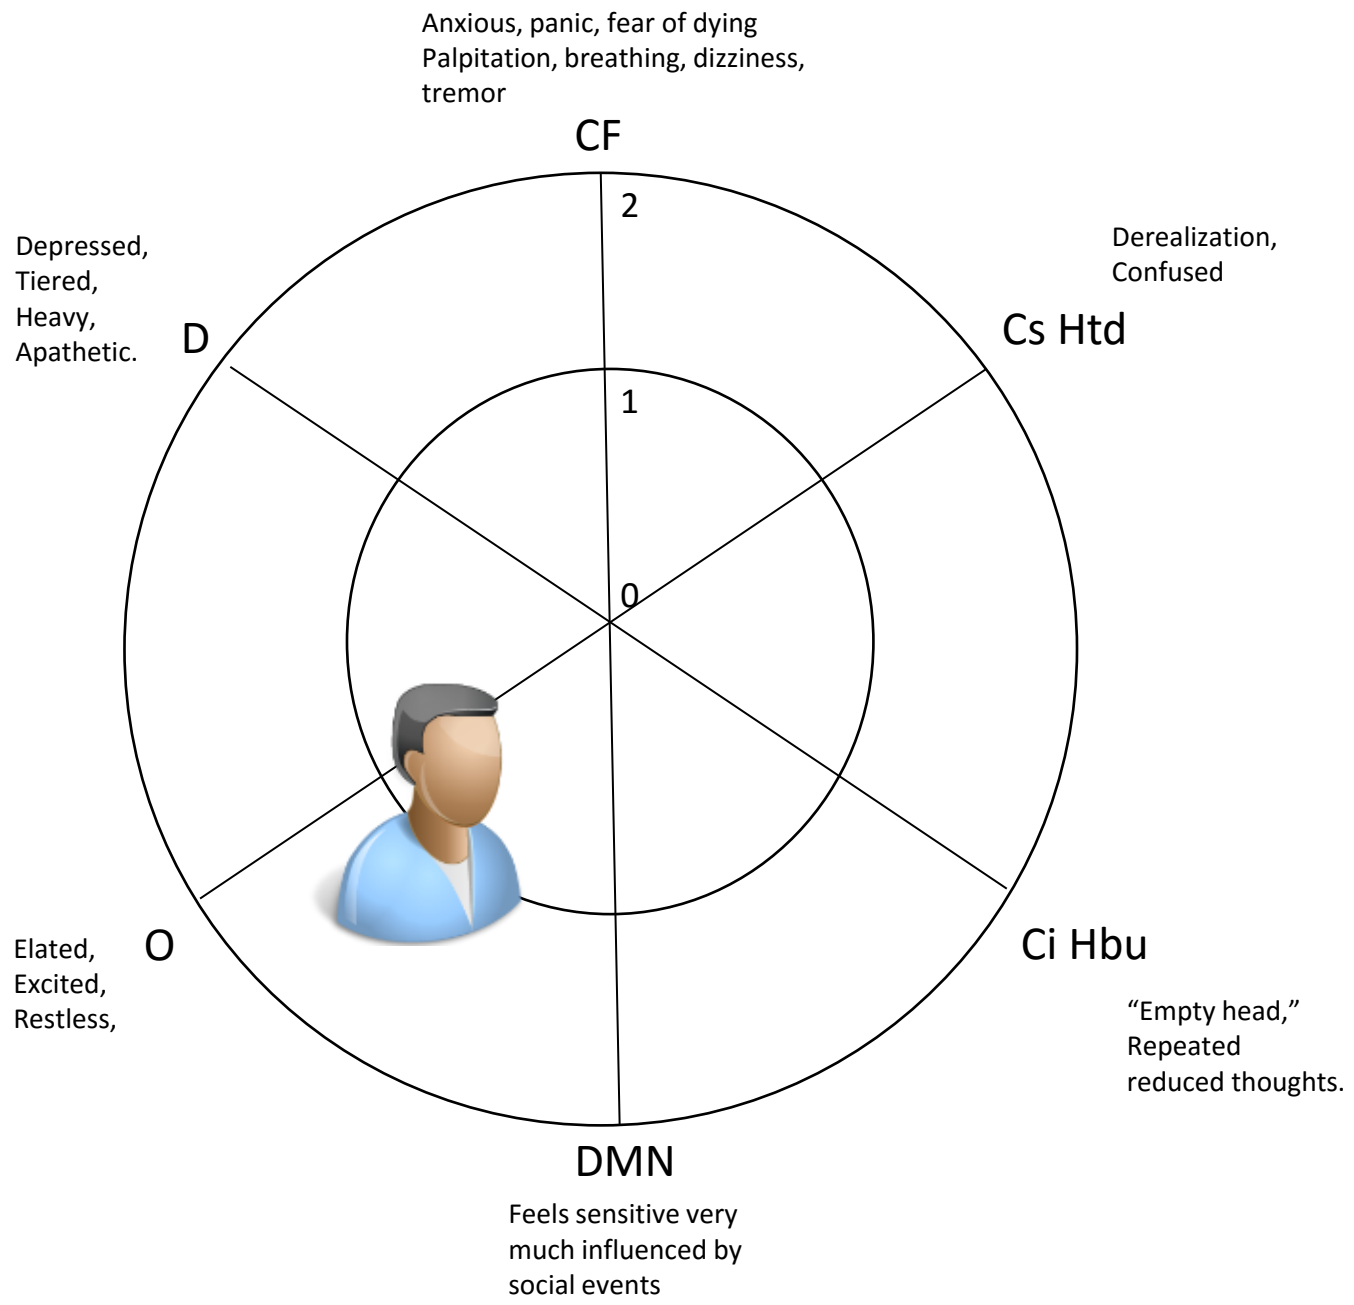 Anxious, panic, fear of dying
Palpitation, breathing, dizziness,
tremor
CF
2
Depressed,
Tiered,
Heavy,
Apathetic.
D
Derealization,
Confused
Cs Htd
1
0
Elated,
Excited,
Restless,
O
Ci Hbu
“Empty head,”
Repeated
reduced thoughts.
DMN
Feels sensitive very
much influenced by
social events